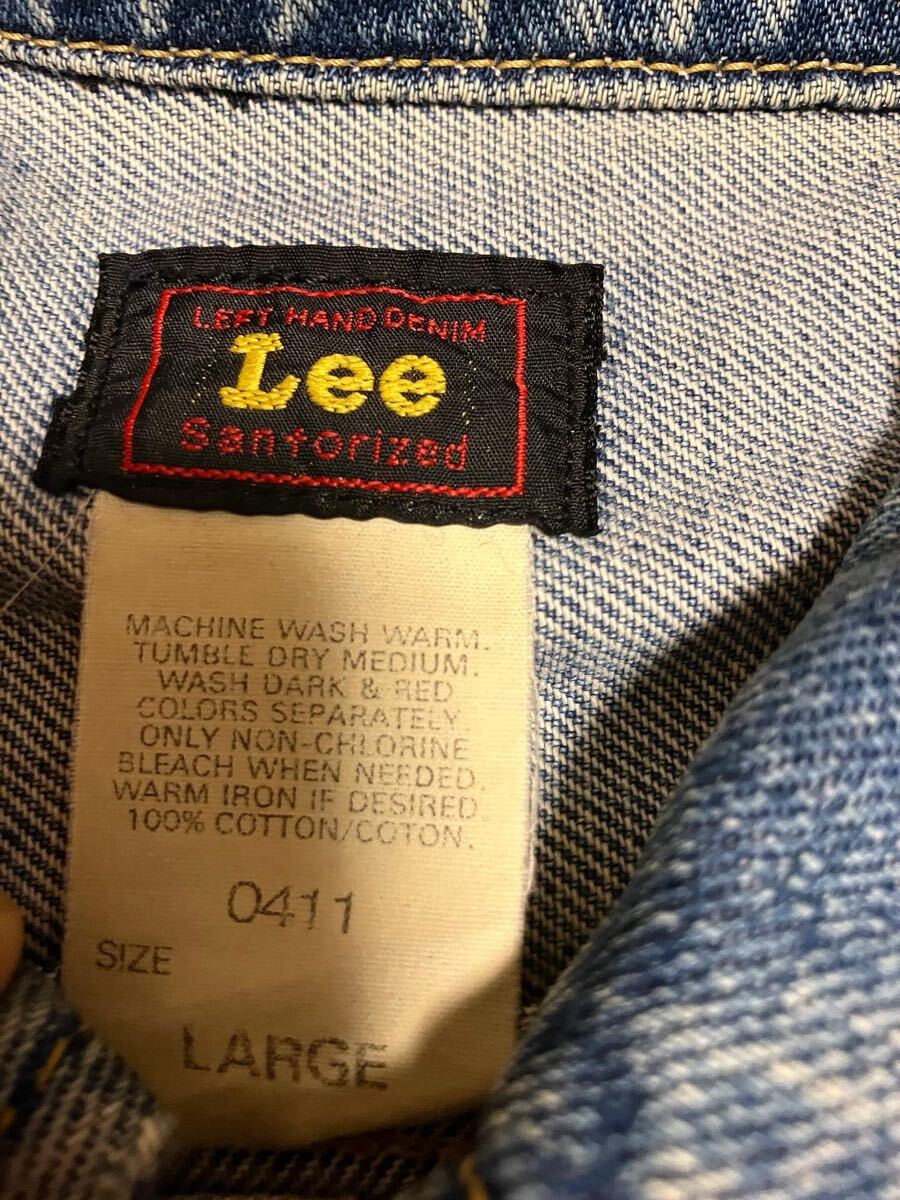 LEFT HAND DENIM
Lee
Sanforized
MACHINE WASH WARM.
TUMBLE DRY MEDIUM.
WASH DARK & RED
COLORS SEPARATELY.
ONLY NON-CHLORINE
BLEACH WHEN NEEDED.
WARM IRON IF DESIRED
100% COTTON/COTON.
0411
SIZE
LARGE